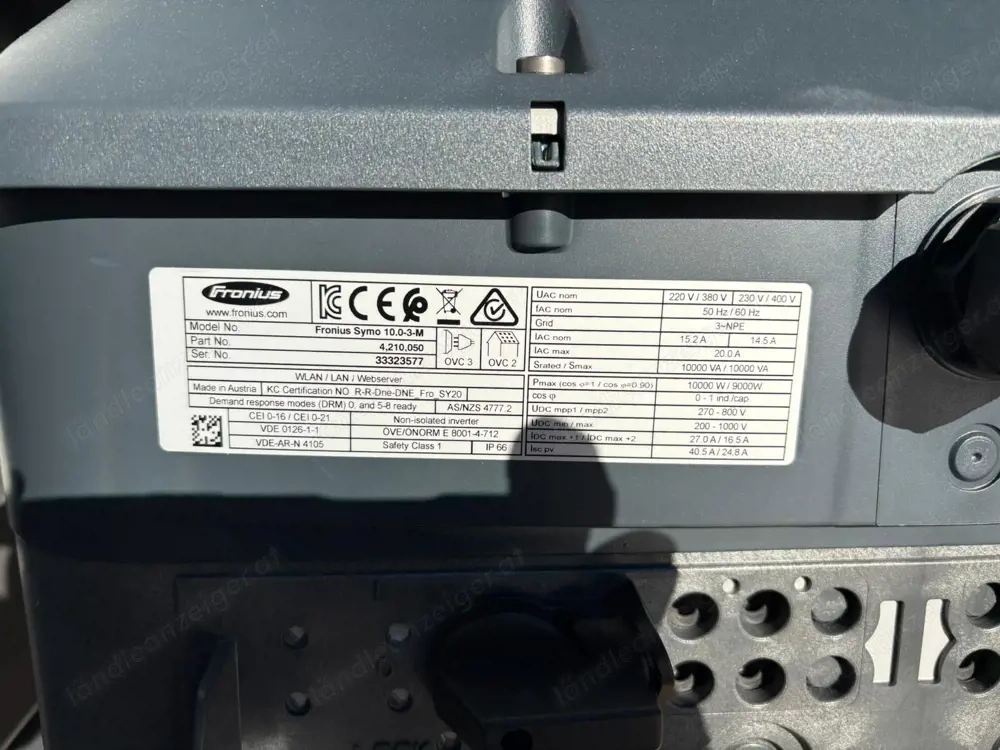 Fronius
www.fronius.com
Model No. Fronius Symo 10.0-3-M
Part No. 4,210,050
Ser. No. 33323577
OVC 3 OVC 2
WLAN / LAN / Webserver
Made in Austria KC Certification NO R-R-Dne-DNE_Fro_SY20
Demand response modes (DRM) 0, and 5-8 ready AS/NZS 4777.2
CEI 0-16 / CEI 0-21 Non-isolated inverter
VDE 0126-1-1 OVE/ONORM E 8001-4-712
VDE-AR-N 4105 Safety Class 1 IP 66
UAC nom 220 V / 380 V 230 V / 400 V
fAC nom 50 Hz / 60 Hz
Grid 3~NPE
IAC nom 15.2 A 14.5 A
IAC max 20.0 A
Srated / Smax 10000 VA / 10000 VA
Pmax (cos φ=1 / cos φ=0.90) 10000 W / 9000W
cos φ 0 - 1 ind./cap.
UDC mpp1 / mpp2 270 - 800 V
UDC min / max 200 - 1000 V
IDC max +1 / IDC max +2 27.0 A / 16.5 A
Isc pv 40.5 A / 24.8 A
landleanzeiger.at